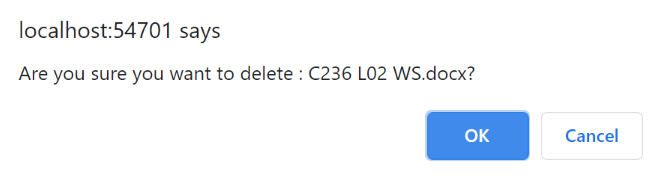 localhost:54701 says
Are you sure you want to delete : C236 L02 WS.docx?
OK
Cancel